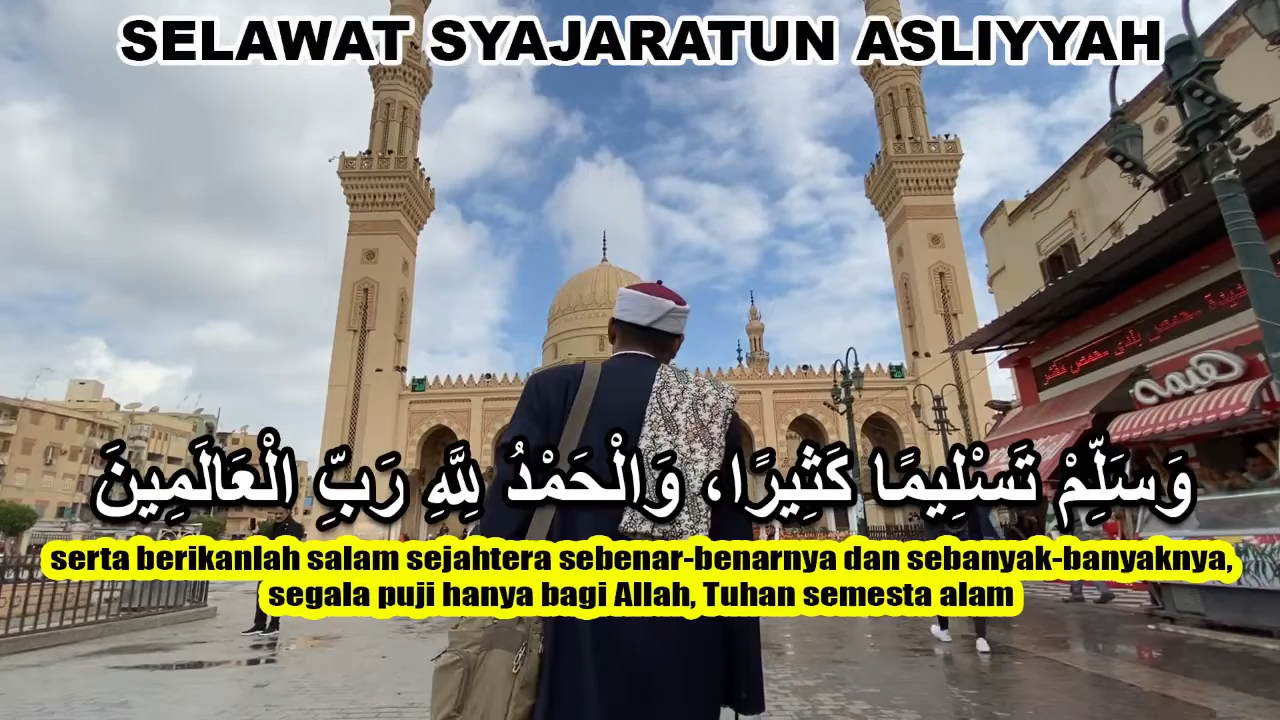 SELAWAT SYAJARATUN ASLIYYAH
حمصى
وَسَلِّمْ تَسْلِيمًا كَثِيرًا، وَالْحَمْدُ لِلَّهِ رَبِّ الْعَالَمِينَ
serta berikanlah salam sejahtera sebenar-benarnya dan sebanyak-banyaknya,
segala puji hanya bagi Allah, Tuhan semesta alam